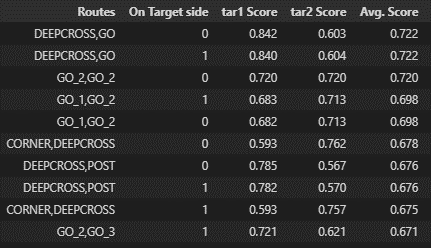 Routes On Target side tar1 Score tar2 Score Avg. Score
DEEPCROSS,GO 0 0.842 0.603 0.722
DEEPCROSS,GO 1 0.840 0.604 0.722
GO_2,GO_2 0 0.720 0.720 0.720
GO_1,GO_2 1 0.683 0.713 0.698
GO_1,GO_2 0 0.682 0.713 0.698
CORNER,DEEPCROSS 0 0.593 0.762 0.678
DEEPCROSS,POST 0 0.785 0.567 0.676
DEEPCROSS,POST 1 0.782 0.570 0.676
CORNER,DEEPCROSS 1 0.593 0.757 0.675
GO_2,GO_3 1 0.721 0.621 0.671